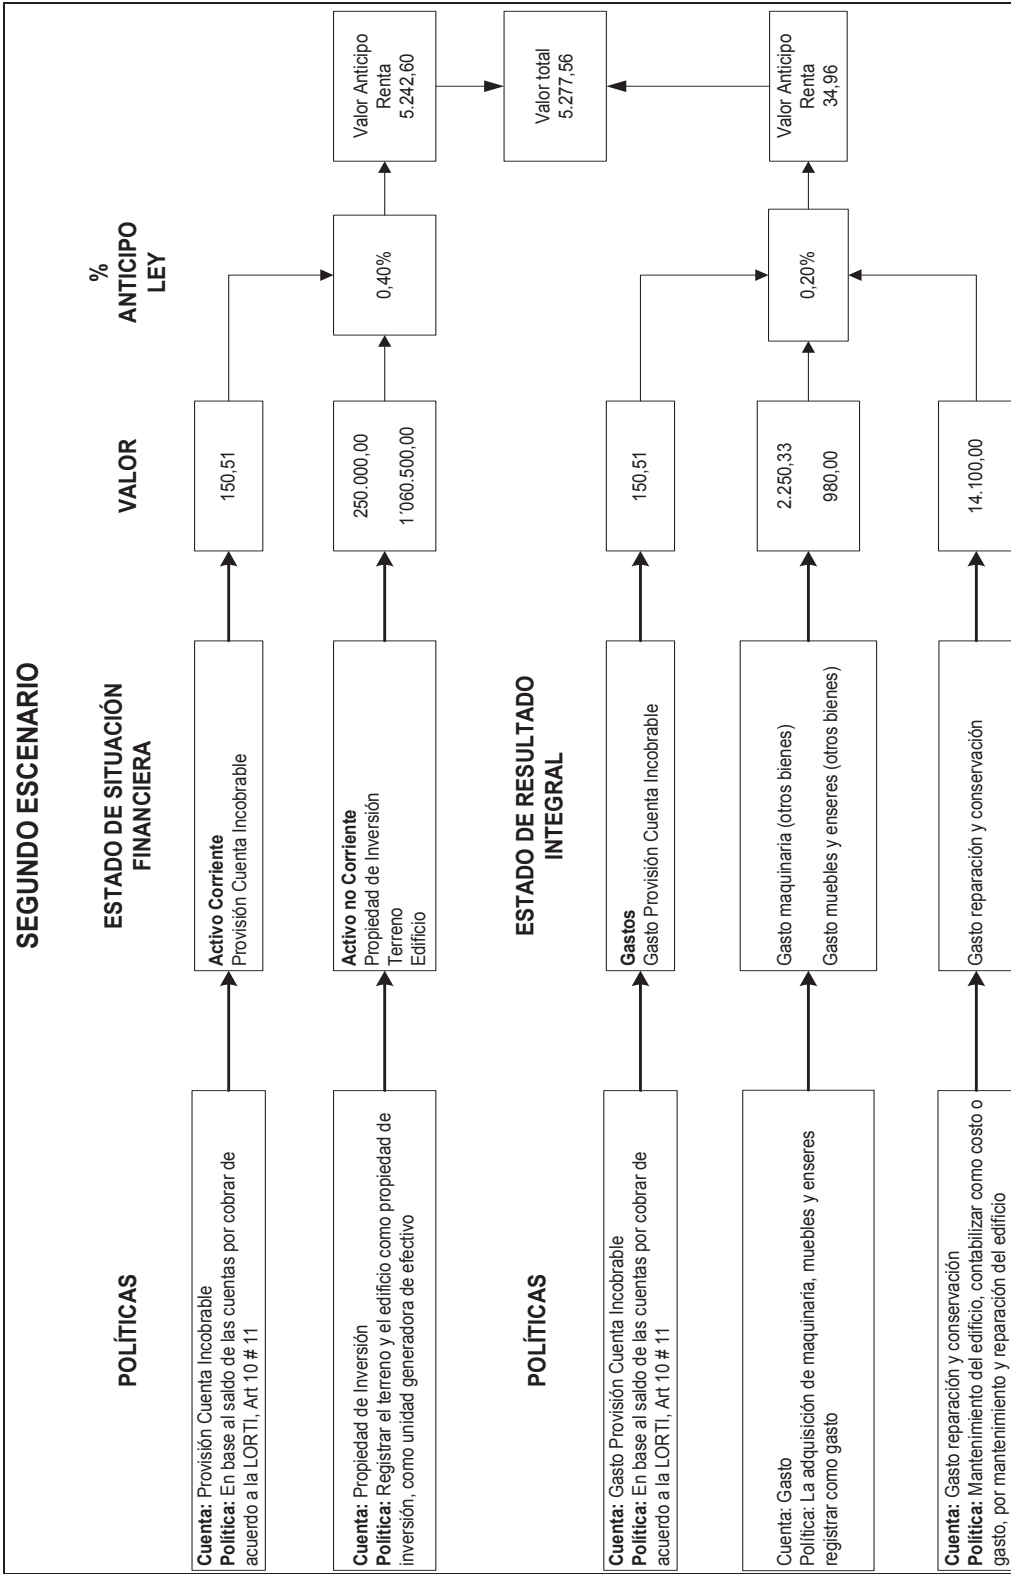 SEGUNDO ESCENARIO
POLÍTICAS
ESTADO DE SITUACIÓN
FINANCIERA
VALOR
%
ANTICIPO
LEY
Cuenta: Provisión Cuenta Incobrable
Política: En base al saldo de las cuentas por cobrar de
acuerdo a la LORTI, Art 10 # 11
Activo Corriente
Provisión Cuenta Incobrable
150,51
Cuenta: Propiedad de Inversión
Política: Registrar el terreno y el edificio como propiedad de
inversión, como unidad generadora de efectivo
Activo no Corriente
Propiedad de Inversión
Terreno
Edificio
250.000,00
1´060.500,00
0,40%
Valor Anticipo
Renta
5.242,60
Valor total
5.277,56
POLÍTICAS
ESTADO DE RESULTADO
INTEGRAL
Cuenta: Gasto Provisión Cuenta Incobrable
Política: En base al saldo de las cuentas por cobrar de
acuerdo a la LORTI, Art 10 # 11
Gastos
Gasto Provisión Cuenta Incobrable
150,51
Cuenta: Gasto
Política: La adquisición de maquinaria, muebles y enseres
registrar como gasto
Gasto maquinaria (otros bienes)
Gasto muebles y enseres (otros bienes)
2.250,33
980,00
0,20%
Valor Anticipo
Renta
34,96
Cuenta: Gasto reparación y conservación
Política: Mantenimiento del edificio, contabilizar como costo o
gasto, por mantenimiento y reparación del edificio
Gasto reparación y conservación
14.100,00